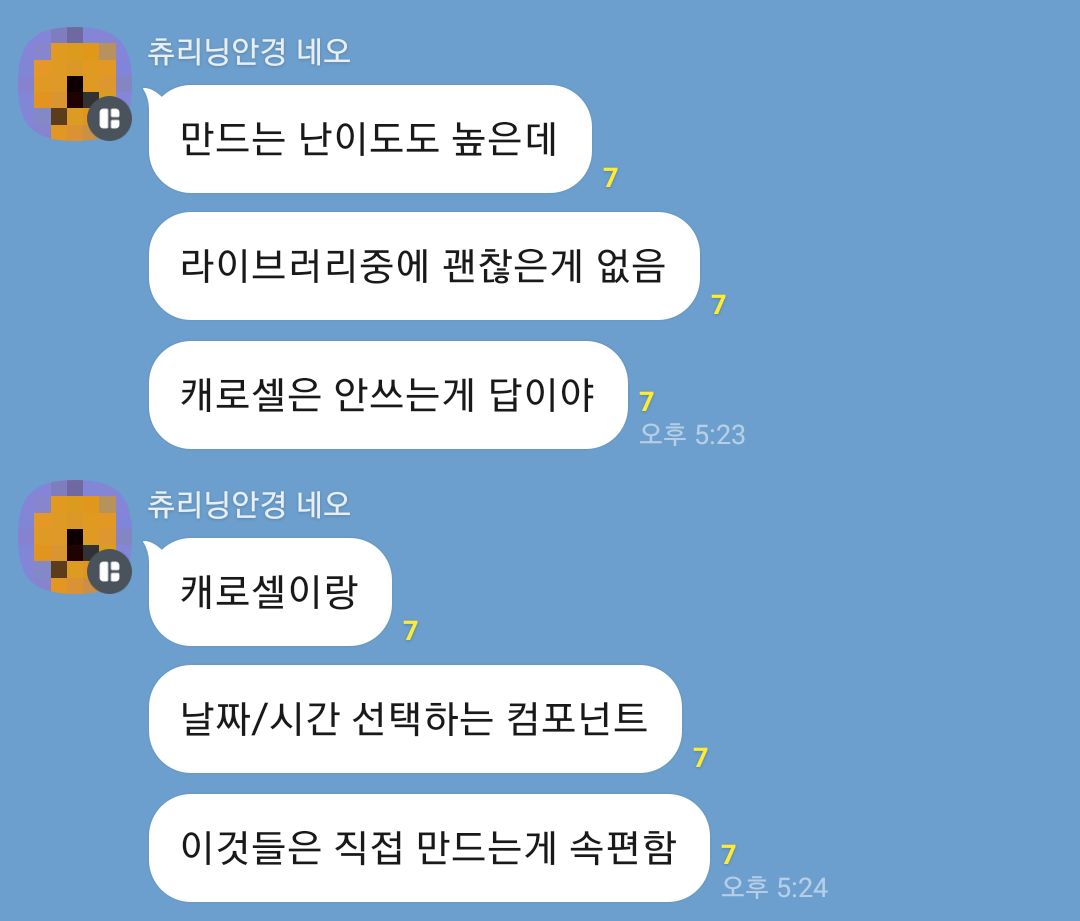 츄리닝안경 네오
만드는 난이도도 높은데
7
라이브러리중에 괜찮은게 없음
7
캐로셀은 안쓰는게 답이야
7
오후 5:23
츄리닝안경 네오
캐로셀이랑
7
날짜/시간 선택하는 컴포넌트
7
이것들은 직접 만드는게 속편함
7
오후 5:24